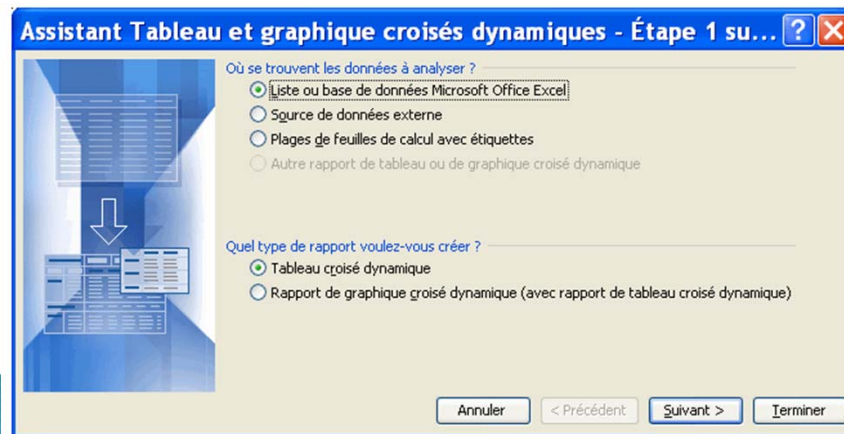 Assistant Tableau et graphique croisés dynamiques - Étape 1 su...
Où se trouvent les données à analyser ?
Liste ou base de données Microsoft Office Excel
Source de données externe
Plages de feuilles de calcul avec étiquettes
Autre rapport de tableau ou de graphique croisé dynamique
Quel type de rapport voulez-vous créer ?
Tableau croisé dynamique
Rapport de graphique croisé dynamique (avec rapport de tableau croisé dynamique)
Annuler < Précédent Suivant > Terminer